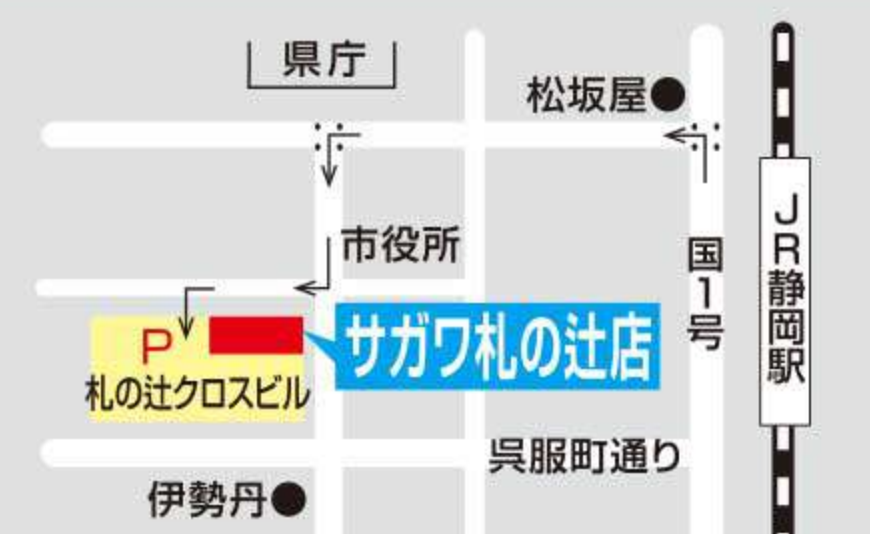 県庁
松坂屋
市役所
国1号
JR静岡駅
サガワ札の辻店
P
札の辻クロスビル
呉服町通り
伊勢丹